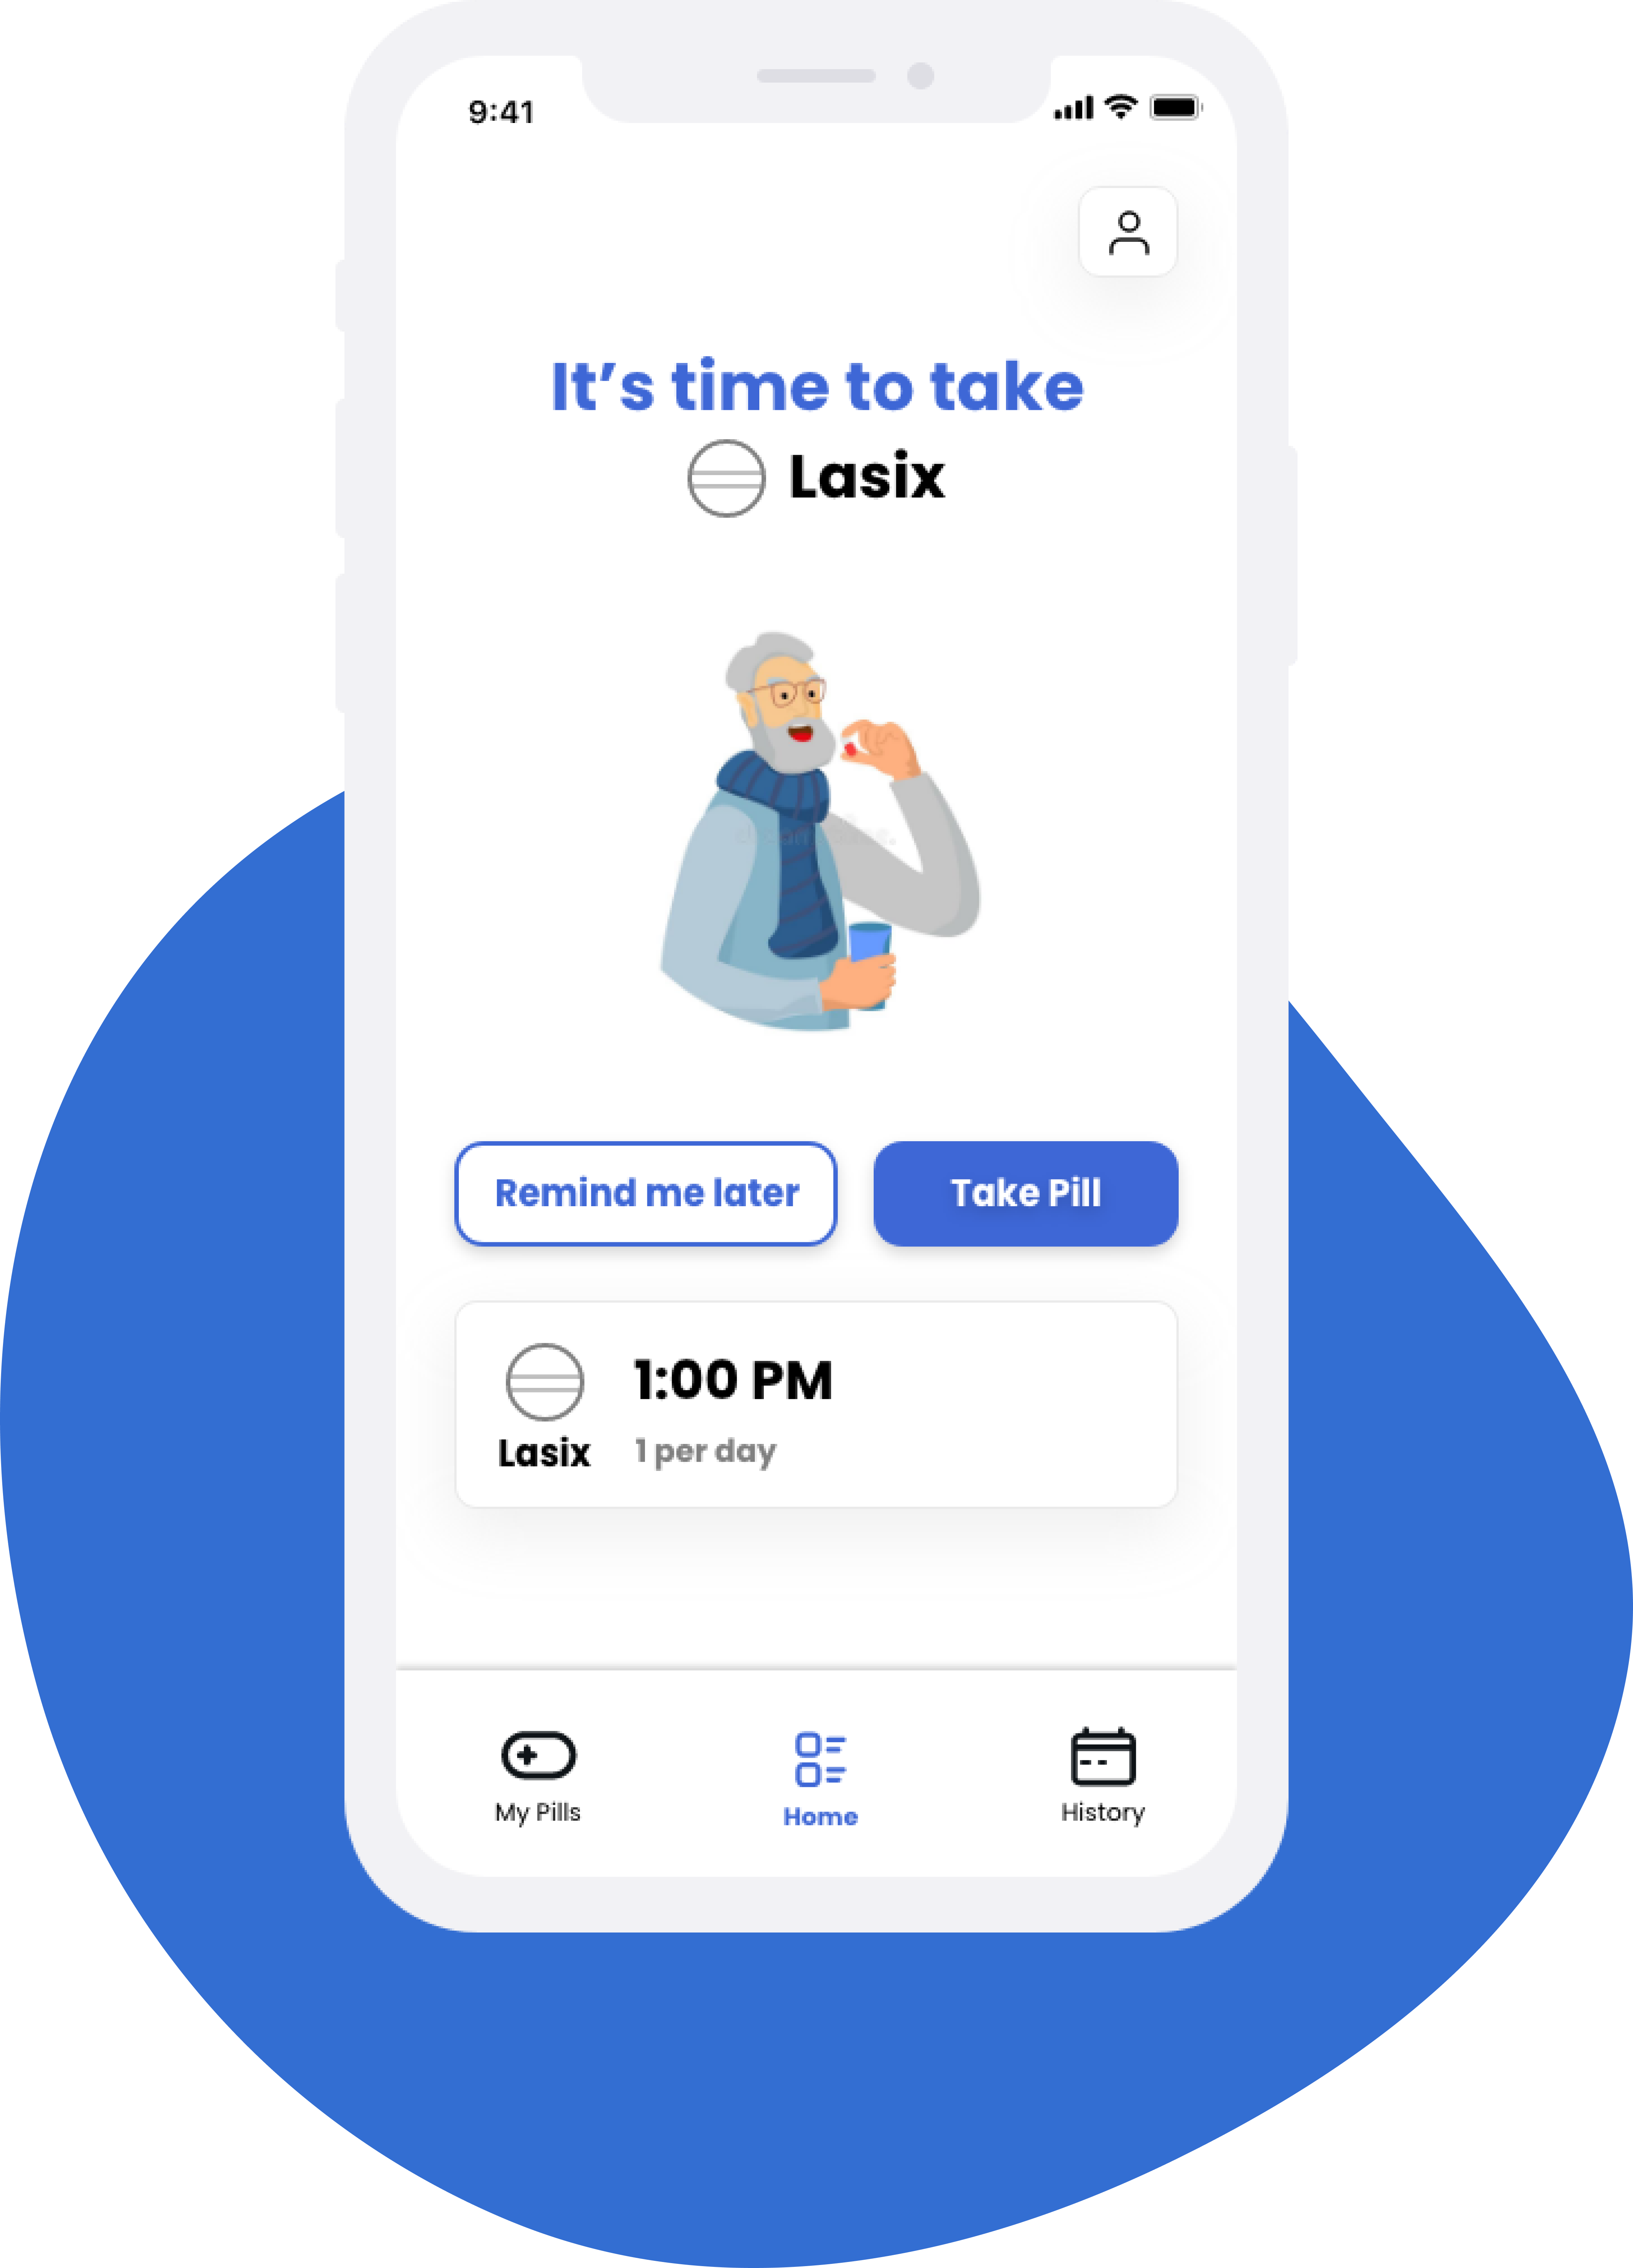 9:41
It’s time to take
Lasix
Remind me later
Take Pill
1:00 PM
Lasix
1 per day
My Pills
Home
History